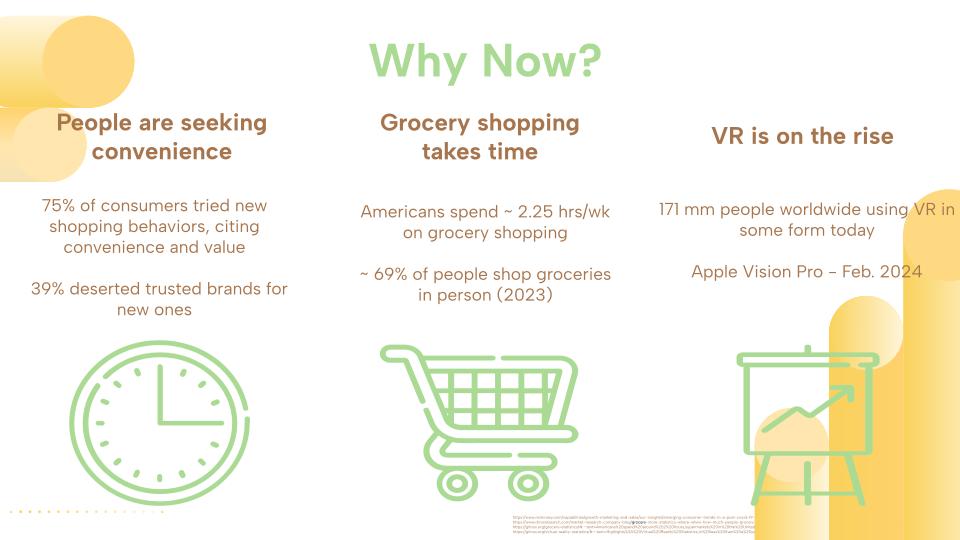 Why Now?
People are seeking
convenience
75% of consumers tried new
shopping behaviors, citing
convenience and value
39% deserted trusted brands for
new ones
Grocery shopping
takes time
Americans spend ~ 2.25 hrs/wk
on grocery shopping
~ 69% of people shop groceries
in person (2023)
VR is on the rise
171 mm people worldwide using VR in
some form today
Apple Vision Pro - Feb. 2024